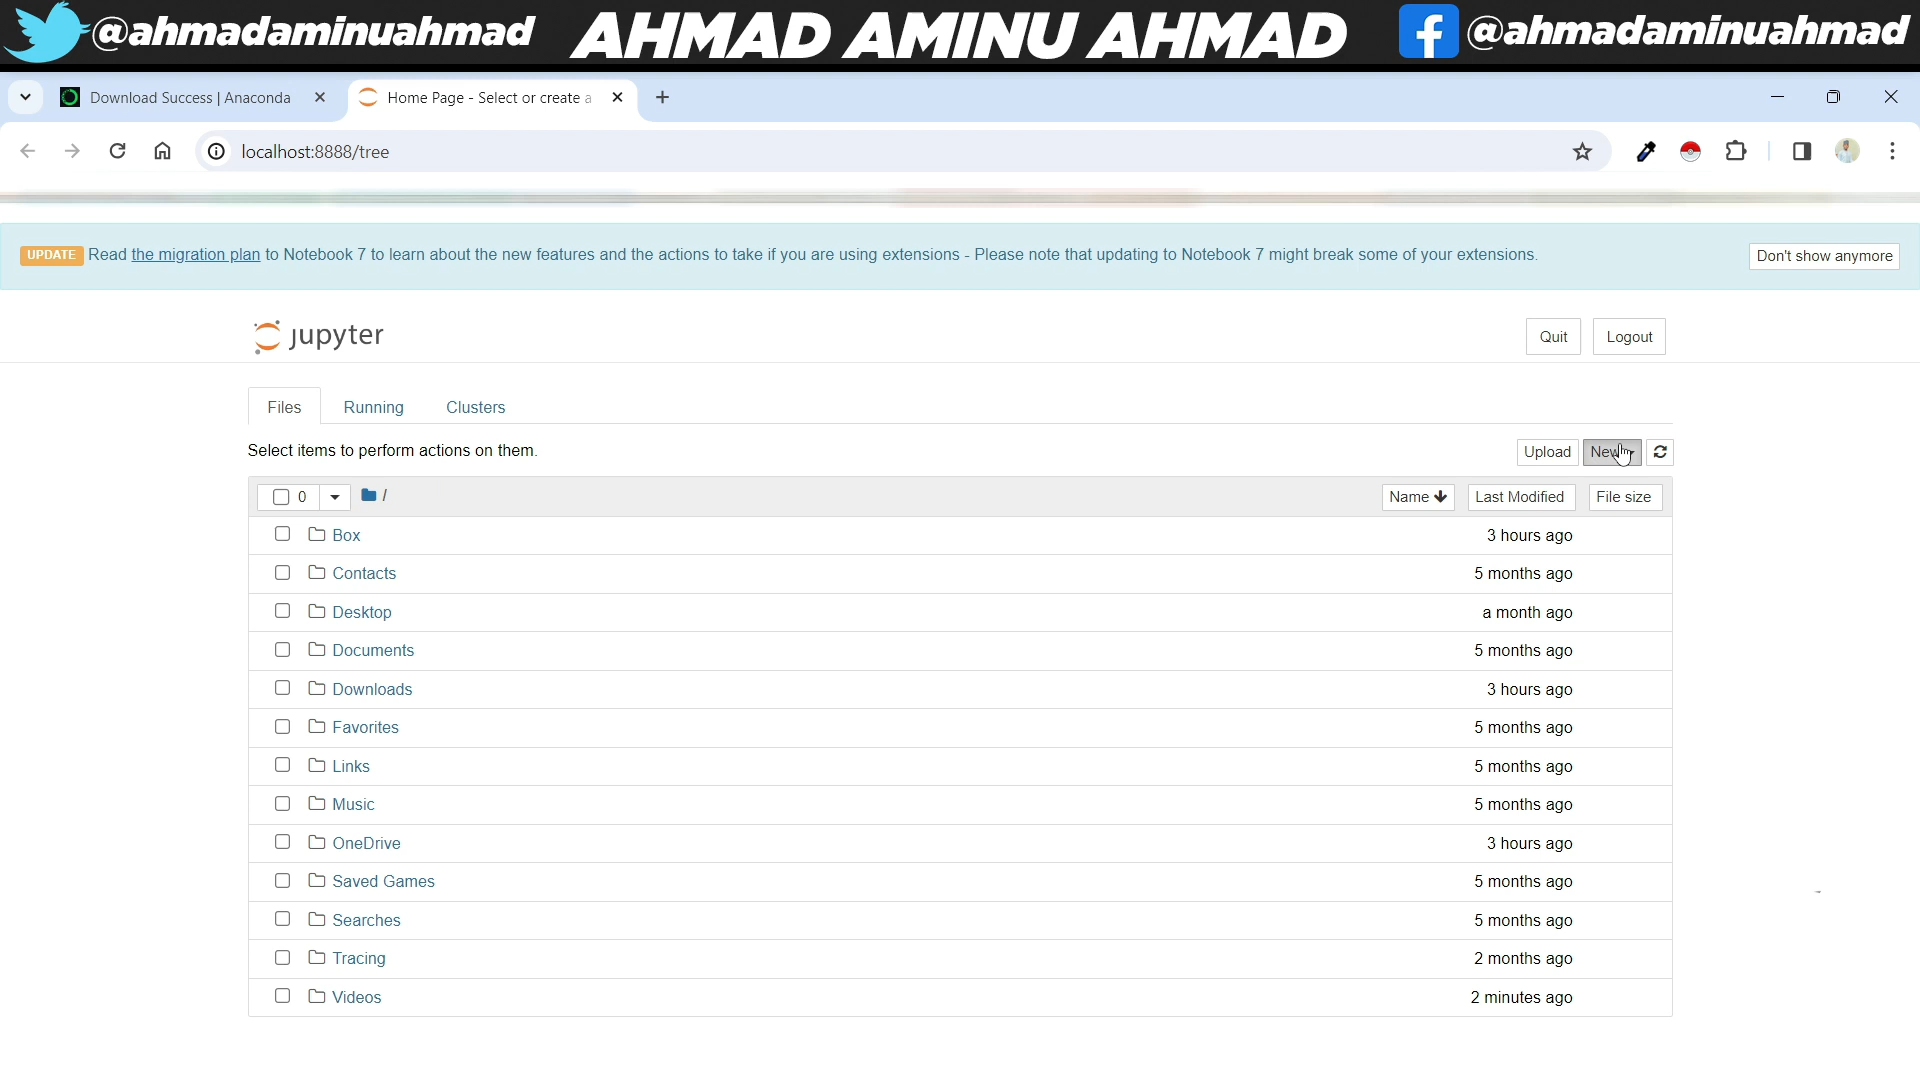 @ahmadaminuahmad AHMAD AMINU AHMAD @ahmadaminuahmad
Download Success | Anaconda Home Page - Select or create a
localhost:8888/tree
UPDATE Read the migration plan to Notebook 7 to learn about the new features and the actions to take if you are using extensions - Please note that updating to Notebook 7 might break some of your extensions. Don't show anymore
jupyter Quit Logout
Files Running Clusters
Select items to perform actions on them. Upload New
0 / Name Last Modified File size
Box 3 hours ago
Contacts 5 months ago
Desktop a month ago
Documents 5 months ago
Downloads 3 hours ago
Favorites 5 months ago
Links 5 months ago
Music 5 months ago
OneDrive 3 hours ago
Saved Games 5 months ago
Searches 5 months ago
Tracing 2 months ago
Videos 2 minutes ago